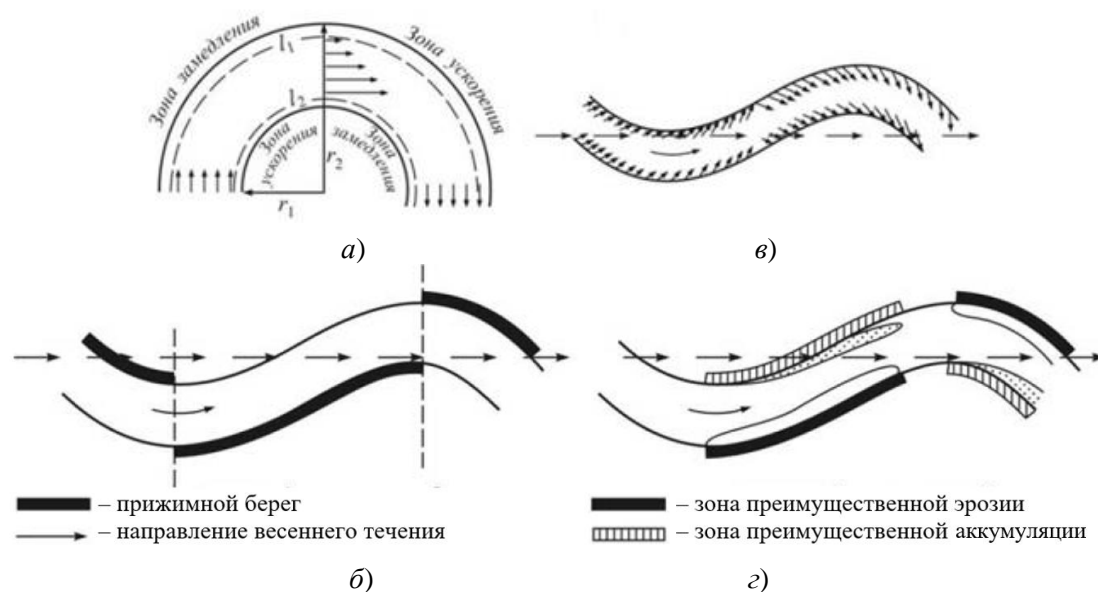 Зона замедления
l₁
Зона ускорения
l₂
Зона ускорения
Зона замедления
r₂
r₁
а)
в)
– прижимной берег
– направление весеннего течения
– зона преимущественной эрозии
– зона преимущественной аккумуляции
б)
г)